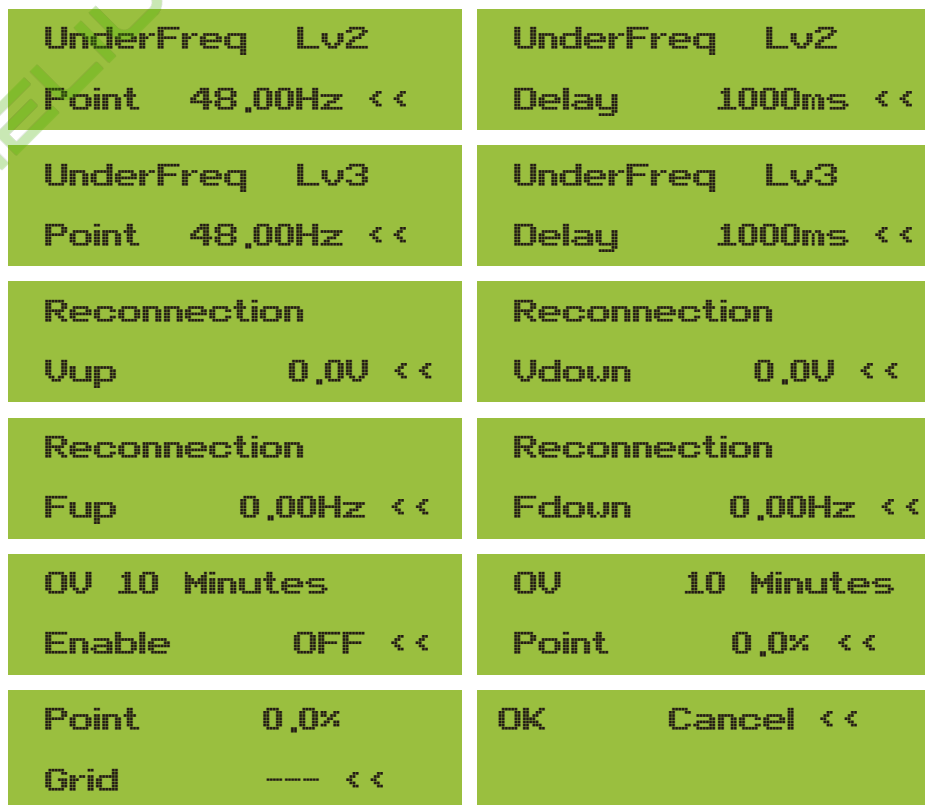 UnderFreq Lv2
Point 48.00Hz <<
UnderFreq Lv2
Delay 1000ms <<
UnderFreq Lv3
Point 48.00Hz <<
UnderFreq Lv3
Delay 1000ms <<
Reconnection
Vup 0.0V <<
Reconnection
Vdown 0.0V <<
Reconnection
Fup 0.00Hz <<
Reconnection
Fdown 0.00Hz <<
OV 10 Minutes
Enable OFF <<
OV 10 Minutes
Point 0.0% <<
Point 0.0%
Grid --- <<
OK Cancel <<